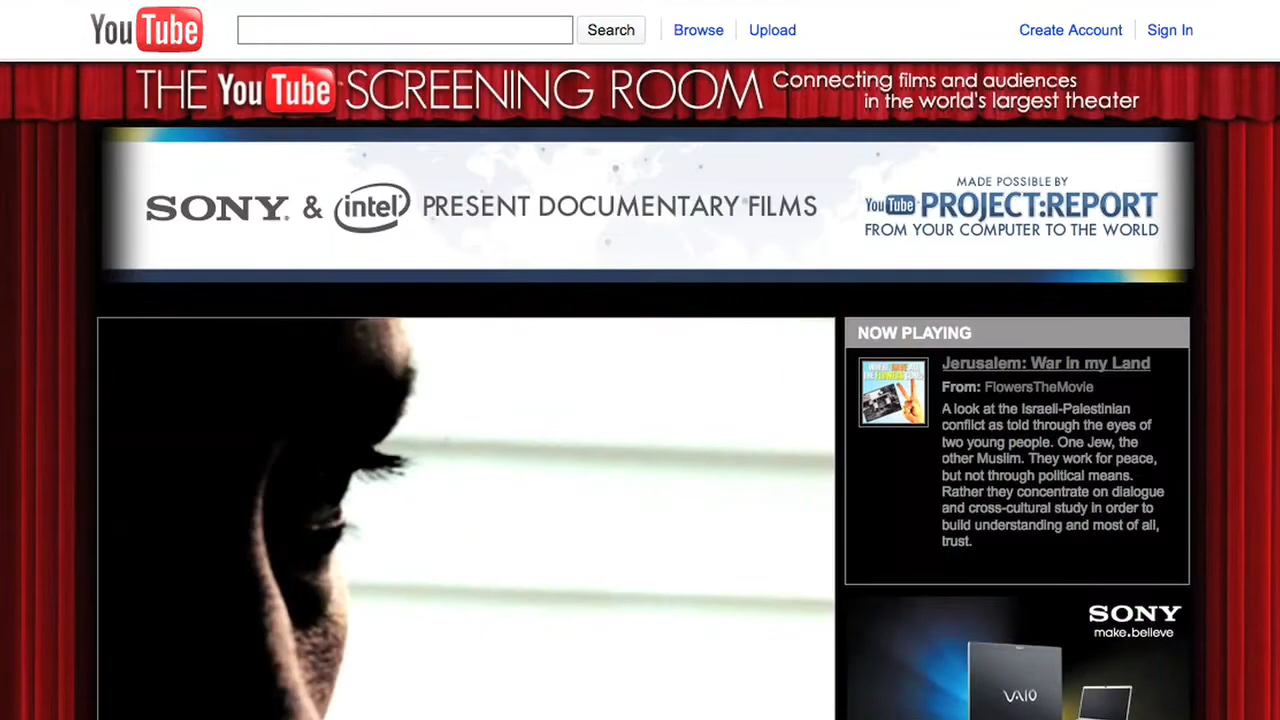 YouTube
Search
Browse
Upload
Create Account
Sign In
THE YouTube SCREENING ROOM
Connecting films and audiences
in the world's largest theater
SONY & intel PRESENT DOCUMENTARY FILMS
MADE POSSIBLE BY
YouTube PROJECT:REPORT
FROM YOUR COMPUTER TO THE WORLD
NOW PLAYING
Jerusalem: War in my Land
From: FlowersTheMovie
A look at the Israeli-Palestinian
conflict as told through the eyes of
two young people. One Jew, the
other Muslim. They work for peace,
but not through political means.
Rather they concentrate on dialogue
and cross-cultural study in order to
build understanding and most of all,
trust.
SONY
make.believe
VAIO